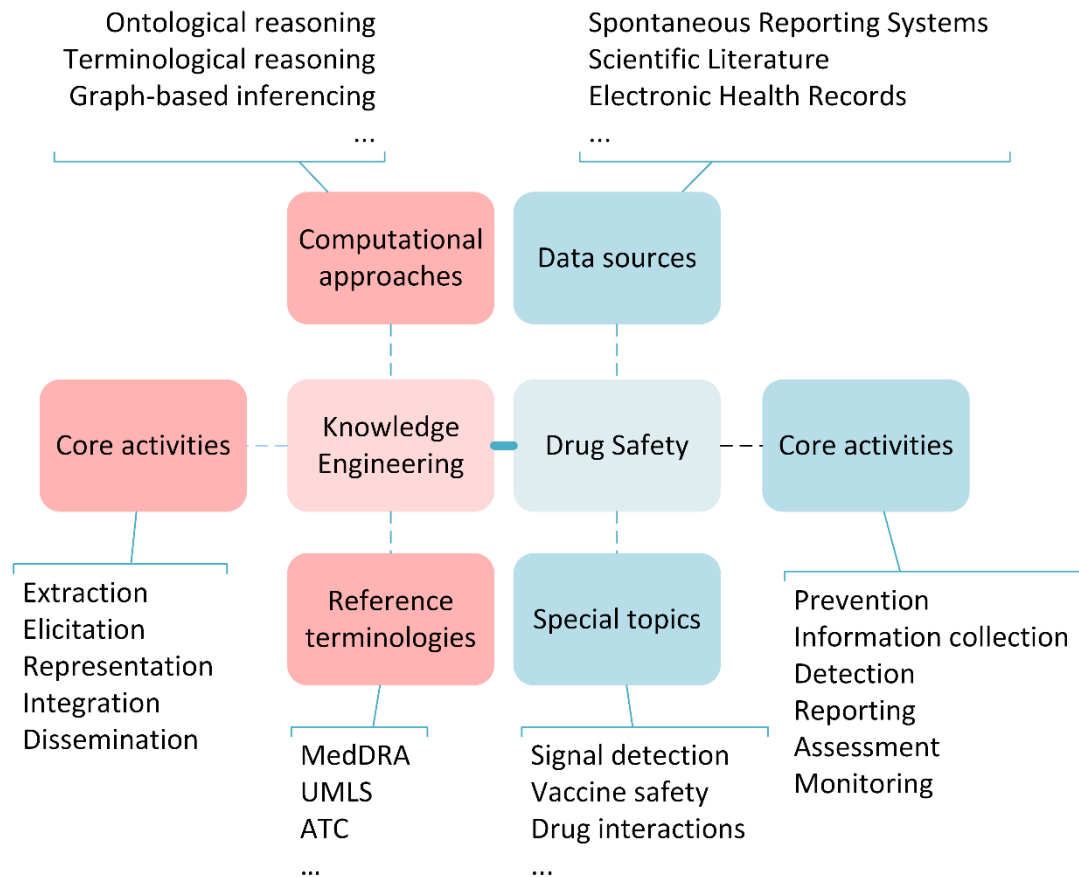 Ontological reasoning
Terminological reasoning
Graph-based inferencing
...
Spontaneous Reporting Systems
Scientific Literature
Electronic Health Records
...
Computational
approaches
Data sources
Core activities
Knowledge
Engineering
Drug Safety
Core activities
Extraction
Elicitation
Representation
Integration
Dissemination
Reference
terminologies
Special topics
Prevention
Information collection
Detection
Reporting
Assessment
Monitoring
MedDRA
UMLS
ATC
...
Signal detection
Vaccine safety
Drug interactions
...